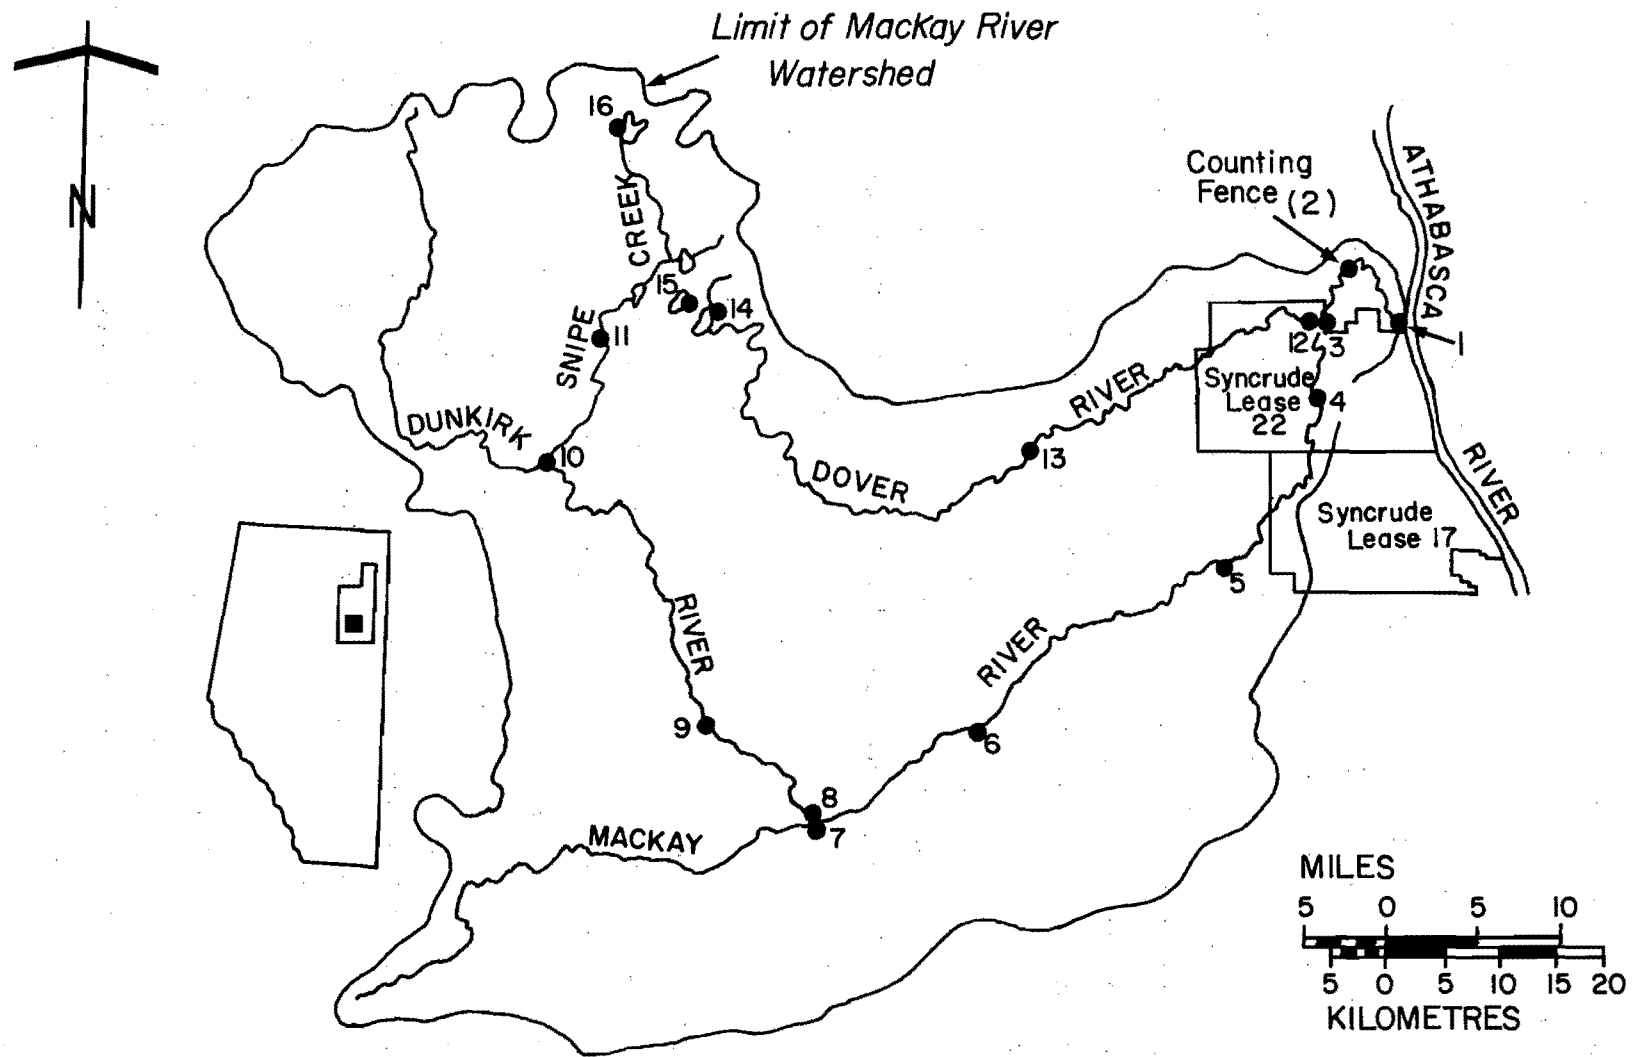 Limit of MacKay River
Watershed
N
16
CREEK
Counting
Fence (2)
ATHABASCA
15
14
SNIPE
11
12
3
1
RIVER
Syncrude
Lease
22
4
DUNKIRK
10
13
DOVER
RIVER
Syncrude
Lease 17
5
RIVER
RIVER
9
6
8
7
MACKAY
MILES
5 0 5 10
5 0 5 10 15 20
KILOMETRES